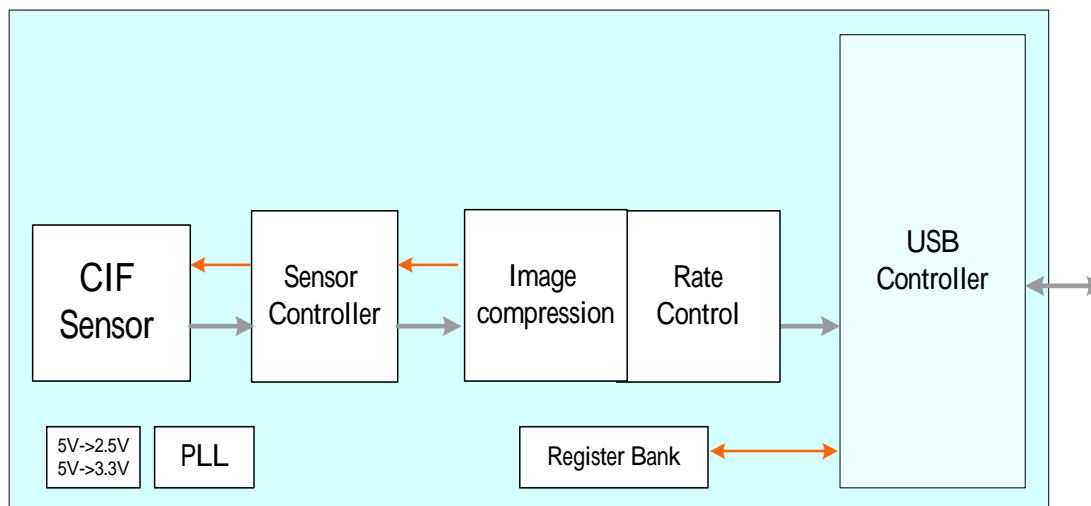 CIF
Sensor
Sensor
Controller
Image
compression
Rate
Control
USB
Controller
5V->2.5V
5V->3.3V
PLL
Register Bank